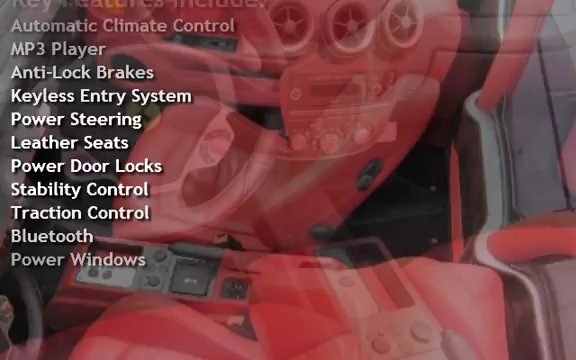 Key Features Include:
Automatic Climate Control
MP3 Player
Anti-Lock Brakes
Keyless Entry System
Power Steering
Leather Seats
Power Door Locks
Stability Control
Traction Control
Bluetooth
Power Windows